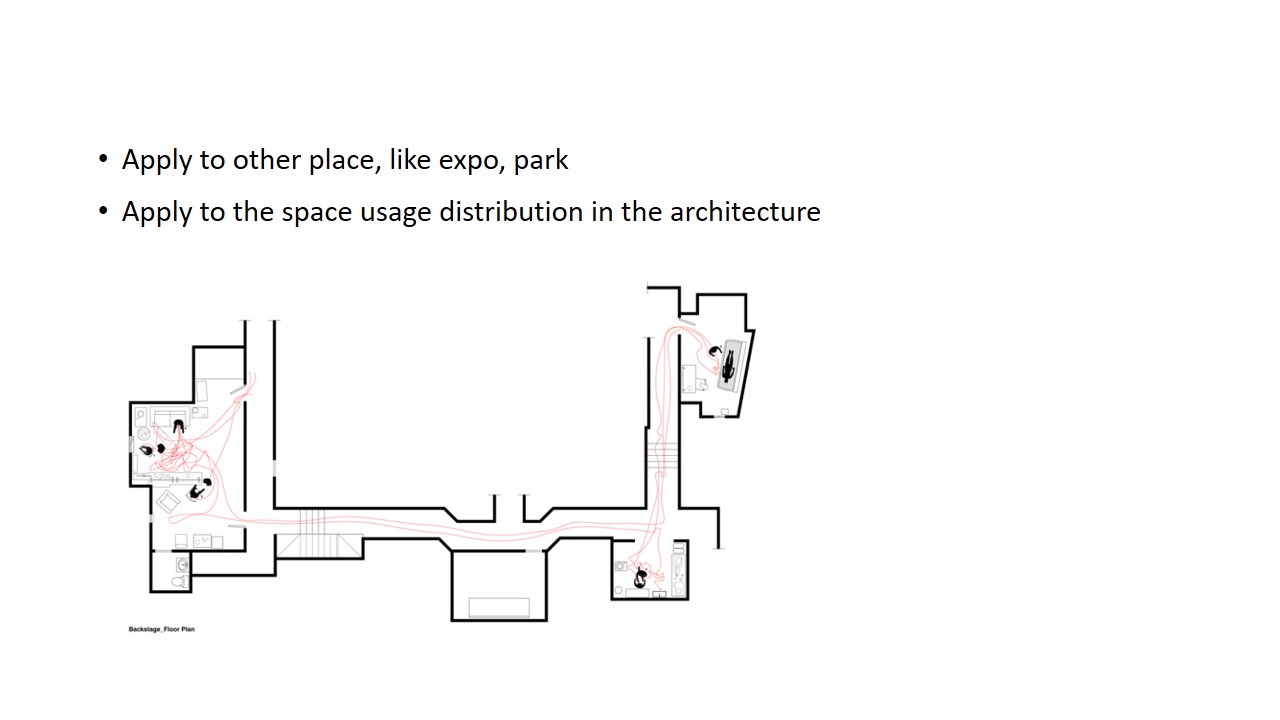 • Apply to other place, like expo, park
• Apply to the space usage distribution in the architecture
Backstage_Floor Plan